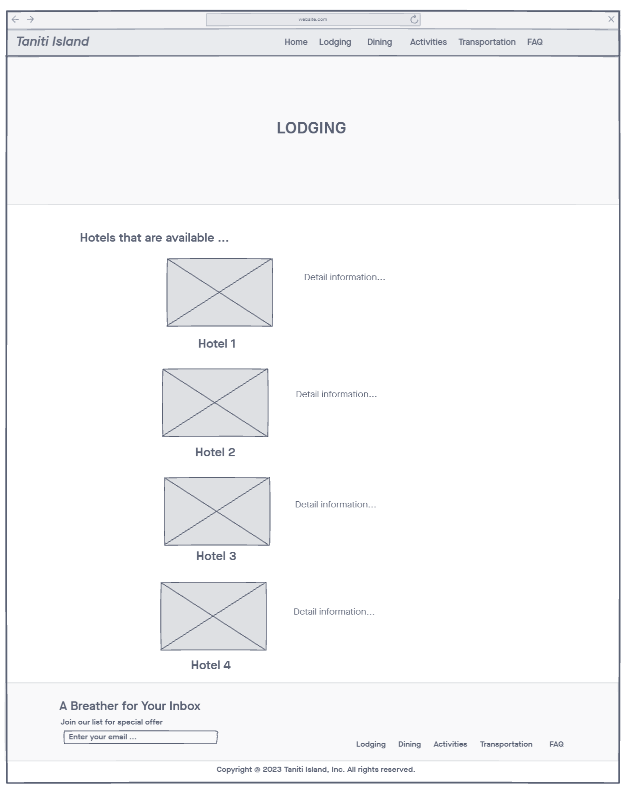 website.com
Taniti Island
Home Lodging Dining Activities Transportation FAQ
LODGING
Hotels that are available ...
Detail information...
Hotel 1
Detail information...
Hotel 2
Detail information...
Hotel 3
Detail information...
Hotel 4
A Breather for Your Inbox
Join our list for special offer
Enter your email ...
Lodging Dining Activities Transportation FAQ
Copyright @ 2023 Taniti Island, Inc. All rights reserved.